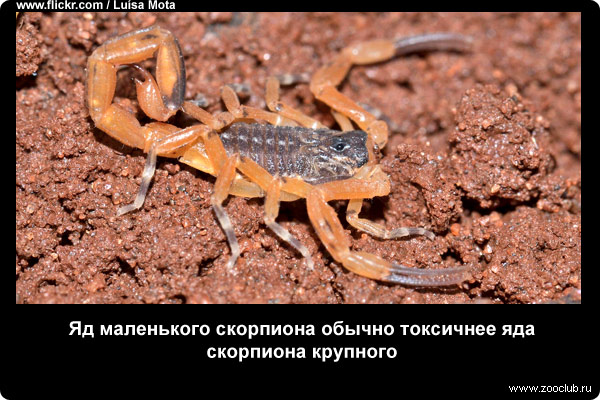 www.flickr.com / Luisa Mota
Яд маленького скорпиона обычно токсичнее яда
скорпиона крупного
www.zooclub.ru